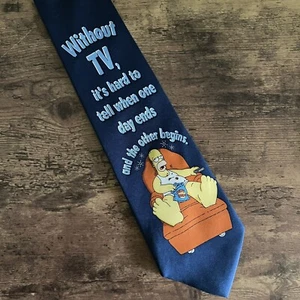 Without
TV,
it's hard to
tell when one
day ends
and the other begins.